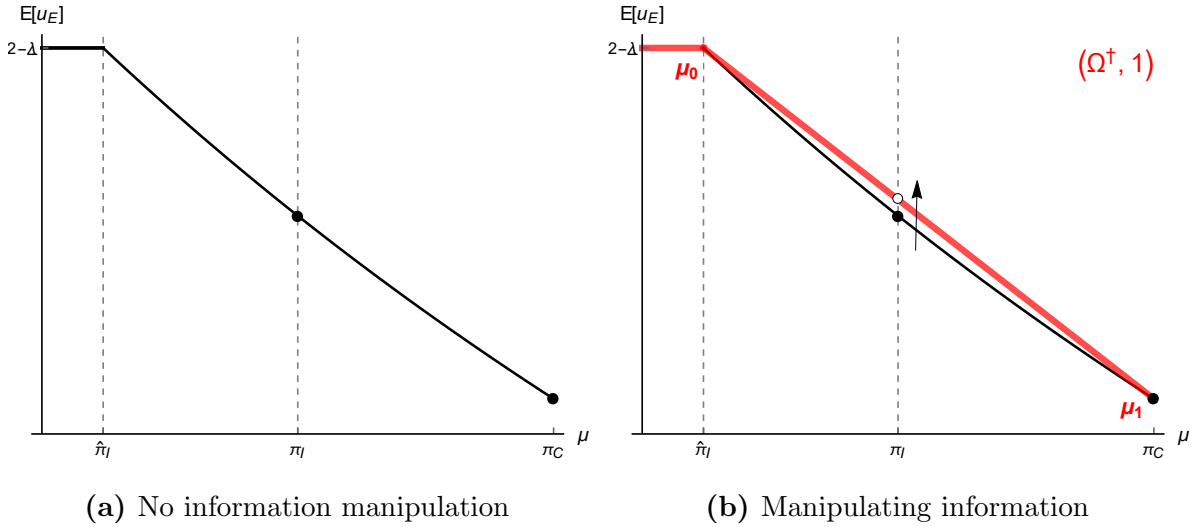 E[u_E]
2-λ
π̂_I
π_I
π_C
μ
(a) No information manipulation
E[u_E]
2-λ
μ_0
(Ω†, 1)
μ_1
π̂_I
π_I
π_C
μ
(b) Manipulating information